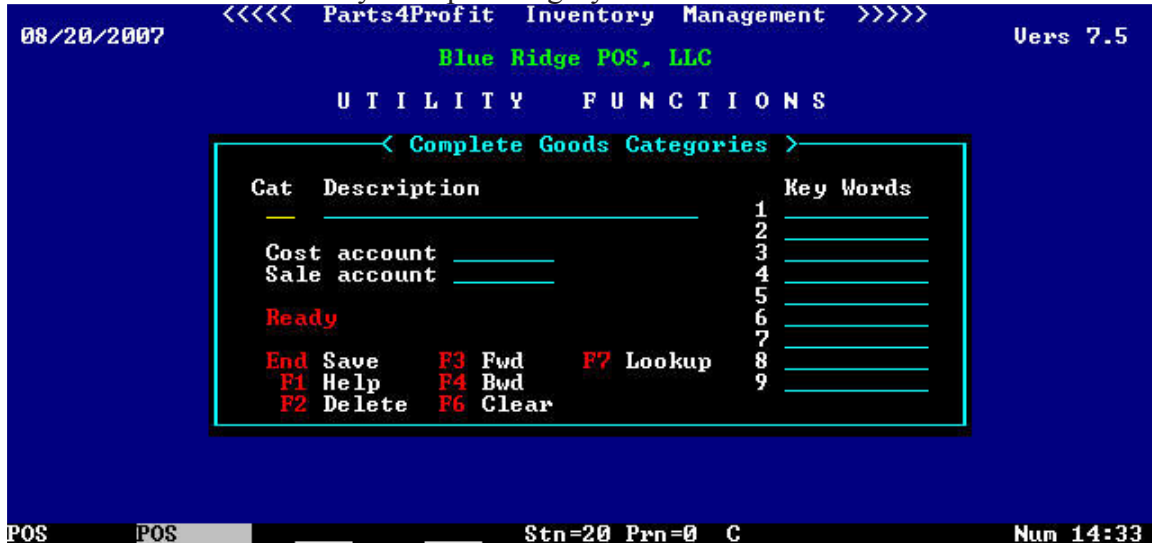 <<<<< Parts4Profit Inventory Management >>>>>
08/20/2007 Vers 7.5
Blue Ridge POS, LLC
U T I L I T Y F U N C T I O N S
< Complete Goods Categories >
Cat Description Key Words
1
2
Cost account 3
Sale account 4
5
Ready 6
7
End Save F3 Fwd F7 Lookup 8
F1 Help F4 Bwd 9
F2 Delete F6 Clear
POS POS Stn=20 Prn=0 C Num 14:33